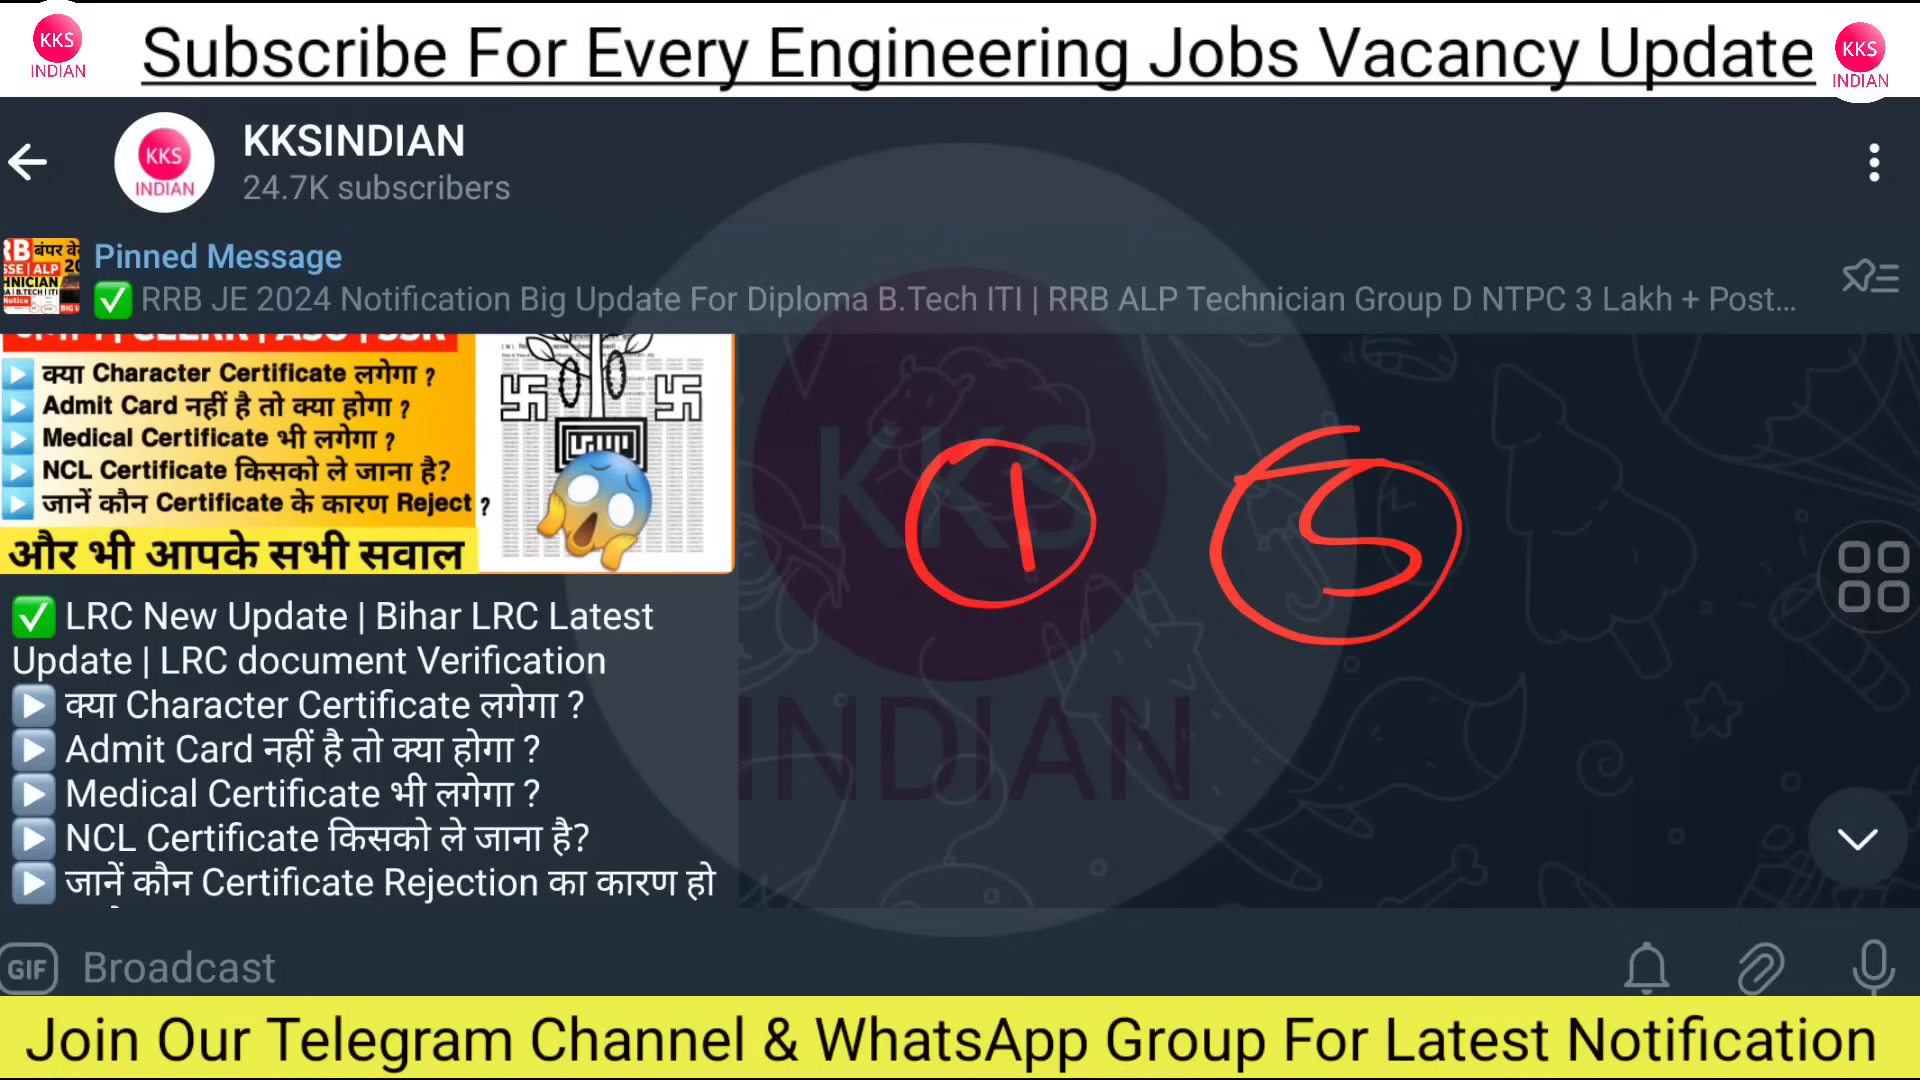 KKS
INDIAN
Subscribe For Every Engineering Jobs Vacancy Update
KKS
INDIAN
KKS
INDIAN
KKSINDIAN
24.7K subscribers
Pinned Message
✅ RRB JE 2024 Notification Big Update For Diploma B.Tech ITI | RRB ALP Technician Group D NTPC 3 Lakh + Post...
क्या Character Certificate लगेगा ?
Admit Card नहीं है तो क्या होगा ?
Medical Certificate भी लगेगा ?
NCL Certificate किसको ले जाना है?
जानें कौन Certificate के कारण Reject ?
और भी आपके सभी सवाल
KKS
INDIAN
1 5
✅ LRC New Update | Bihar LRC Latest
Update | LRC document Verification
▶️ क्या Character Certificate लगेगा ?
▶️ Admit Card नहीं है तो क्या होगा ?
▶️ Medical Certificate भी लगेगा ?
▶️ NCL Certificate किसको ले जाना है?
▶️ जानें कौन Certificate Rejection का कारण हो
GIF Broadcast
Join Our Telegram Channel & WhatsApp Group For Latest Notification